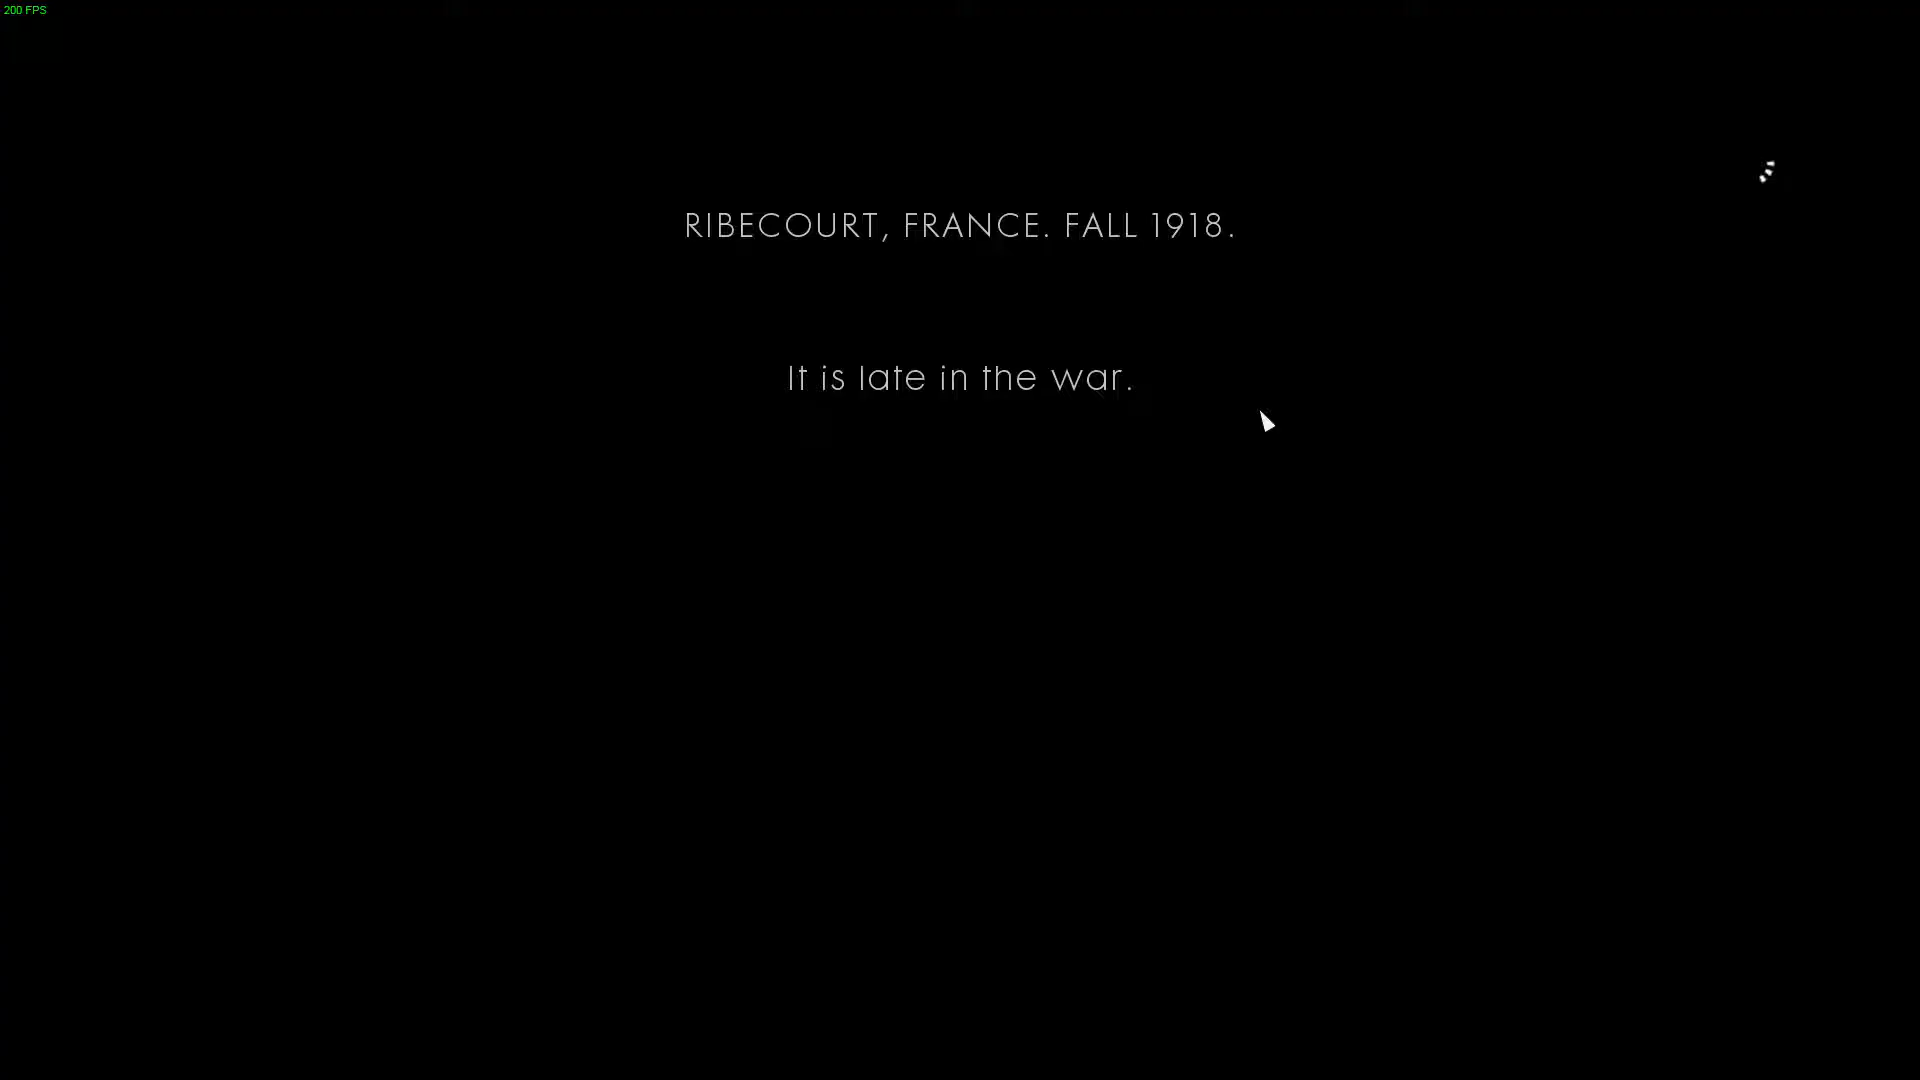 200 FPS
RIBECOURT, FRANCE. FALL 1918.
It is late in the war.